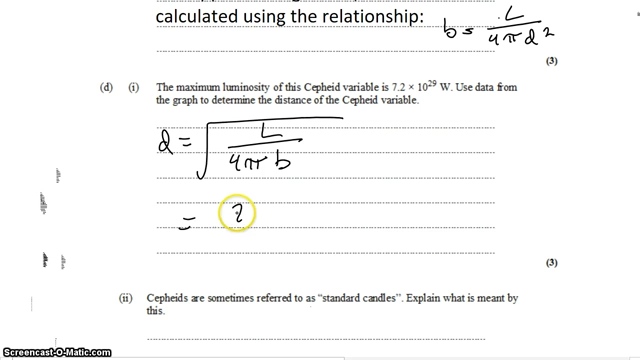 calculated using the relationship:
b = L / 4πd²
(3)
(d) (i) The maximum luminosity of this Cepheid variable is 7.2 × 10²⁹ W. Use data from
the graph to determine the distance of the Cepheid variable.
d = √(L / 4πb)
=
(3)
(ii) Cepheids are sometimes referred to as “standard candles”. Explain what is meant by
this.
Screencast-O-Matic.com